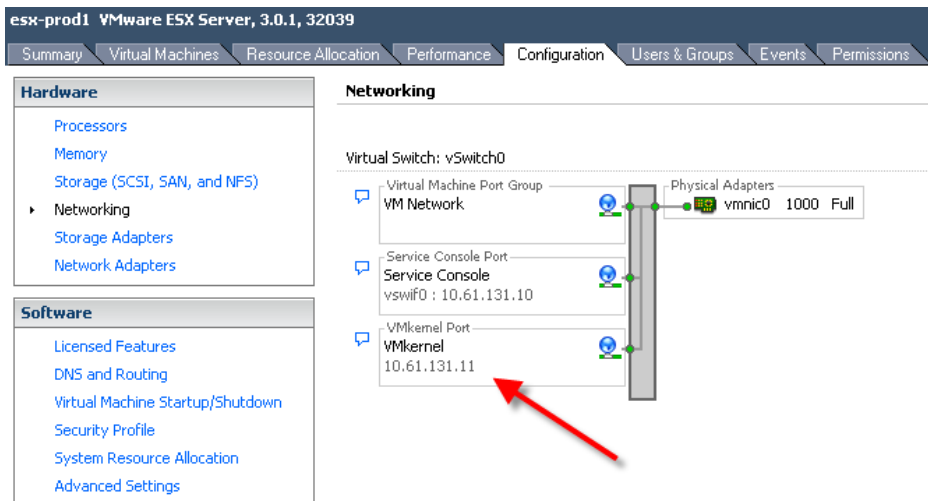 esx-prod1 VMware ESX Server, 3.0.1, 32039
Summary Virtual Machines Resource Allocation Performance Configuration Users & Groups Events Permissions
Hardware
Processors
Memory
Storage (SCSI, SAN, and NFS)
Networking
Storage Adapters
Network Adapters
Software
Licensed Features
DNS and Routing
Virtual Machine Startup/Shutdown
Security Profile
System Resource Allocation
Advanced Settings
Networking
Virtual Switch: vSwitch0
Virtual Machine Port Group
VM Network
Physical Adapters
vmnic0 1000 Full
Service Console Port
Service Console
vswif0 : 10.61.131.10
VMkernel Port
VMkernel
10.61.131.11